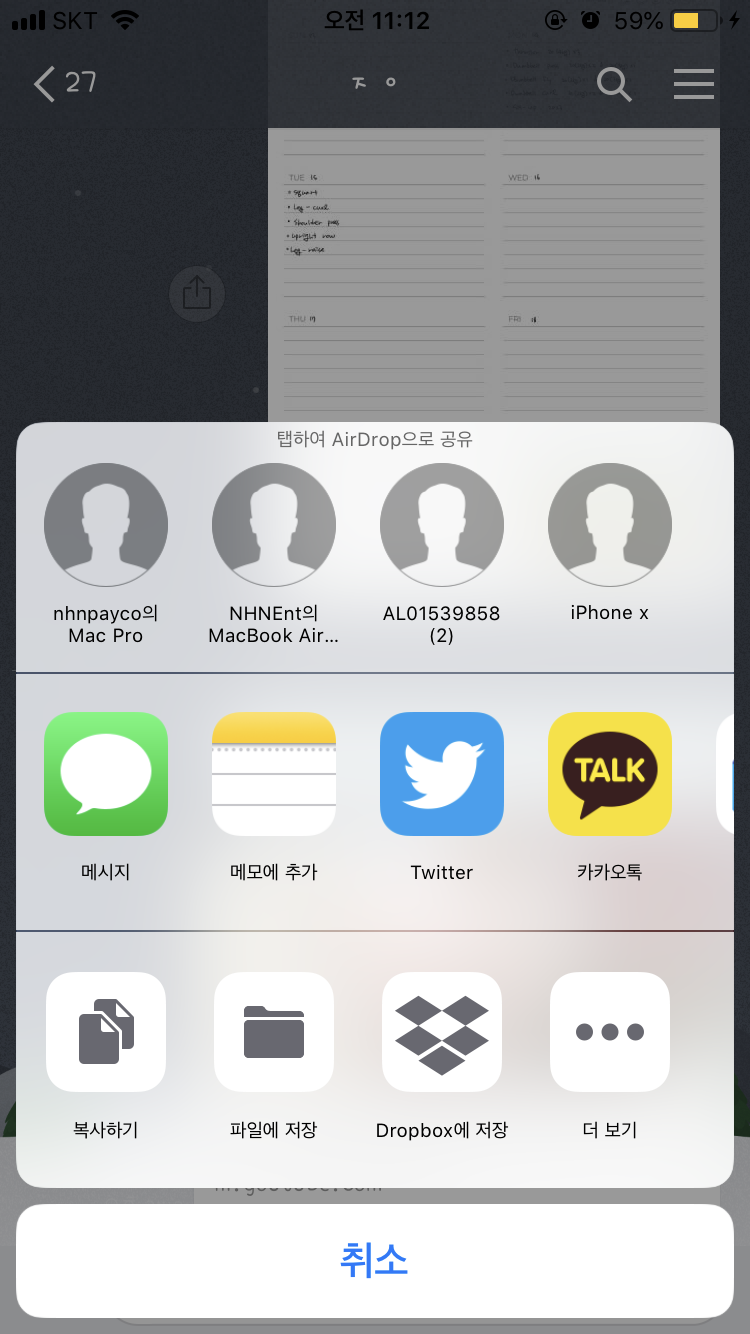 SKT 오전 11:12 59%
27 ㅈ ㅇ
TUE 15 WED 16
• Squart
• Leg - curl
• Shoulder press
• upright row
• Leg - raise
THU 17 FRI 18
탭하여 AirDrop으로 공유
nhnpayco의
Mac Pro
NHNEnt의
MacBook Air...
AL01539858
(2)
iPhone x
TALK
메시지 메모에 추가 Twitter 카카오톡
복사하기 파일에 저장 Dropbox에 저장 더 보기
취소